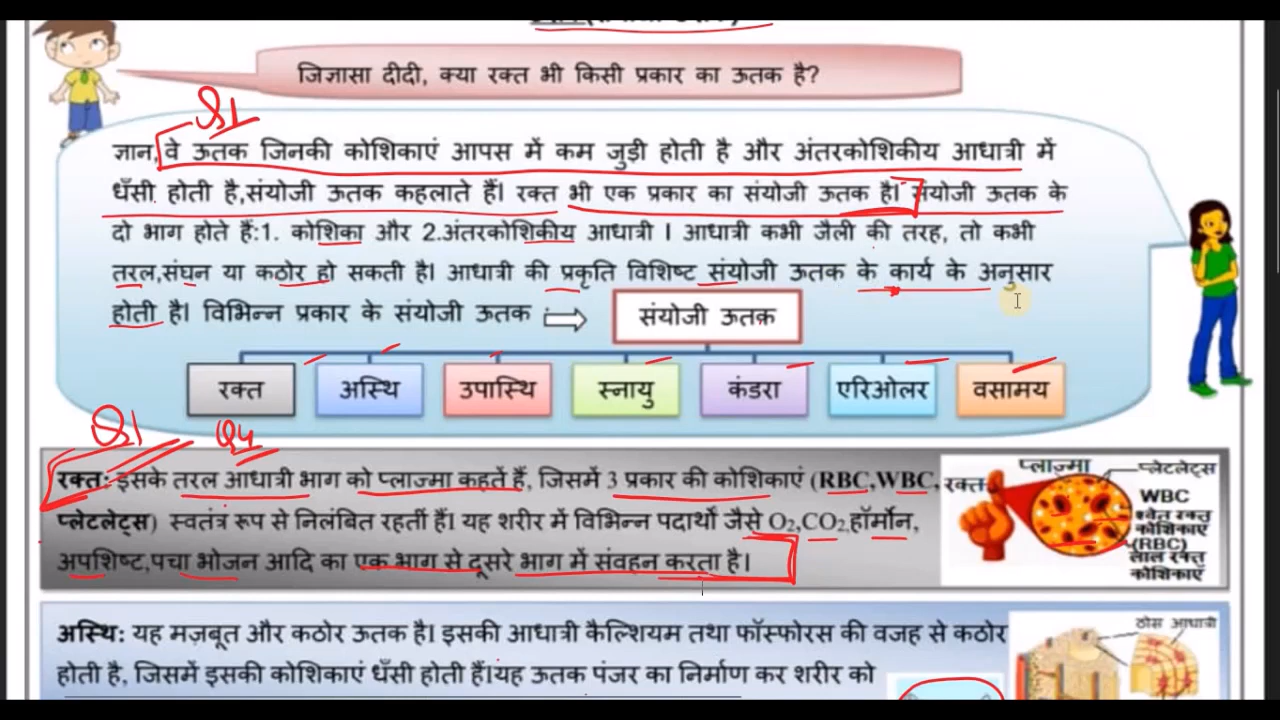 जिज्ञासा दीदी, क्या रक्त भी किसी प्रकार का ऊतक है?
Q1
ज्ञान, वे ऊतक जिनकी कोशिकाएं आपस में कम जुड़ी होती है और अंतरकोशिकीय आधात्री में
धँसी होती है,संयोजी ऊतक कहलाते हैं। रक्त भी एक प्रकार का संयोजी ऊतक है। संयोजी ऊतक के
दो भाग होते हैं:1. कोशिका और 2.अंतरकोशिकीय आधात्री । आधात्री कभी जैली की तरह, तो कभी
तरल,संघन या कठोर हो सकती है। आधात्री की प्रकृति विशिष्ट संयोजी ऊतक के कार्य के अनुसार
होती है। विभिन्न प्रकार के संयोजी ऊतक :
संयोजी ऊतक
रक्त अस्थि उपास्थि स्नायु कंडरा एरिओलर वसामय
Q1 Q4
रक्त: इसके तरल आधात्री भाग को प्लाज्मा कहतें हैं, जिसमें 3 प्रकार की कोशिकाएं (RBC,WBC,
प्लेटलेट्स) स्वतंत्र रूप से निलंबित रहतीं हैं। यह शरीर में विभिन्न पदार्थों जैसे O₂,CO₂,हॉर्मोन,
अपशिष्ट,पचा भोजन आदि का एक भाग से दूसरे भाग में संवहन करता है।
प्लाज़्मा
प्लेटलेट्स
रक्त
WBC
श्वेत रक्त
कोशिकाएं
(RBC)
लाल रक्त
कोशिकाएं
अस्थि: यह मज़बूत और कठोर ऊतक है। इसकी आधात्री कैल्शियम तथा फॉस्फोरस की वजह से कठोर
होती है, जिसमें इसकी कोशिकाएं धँसी होती हैं।यह ऊतक पंजर का निर्माण कर शरीर को
ठोस आधात्री